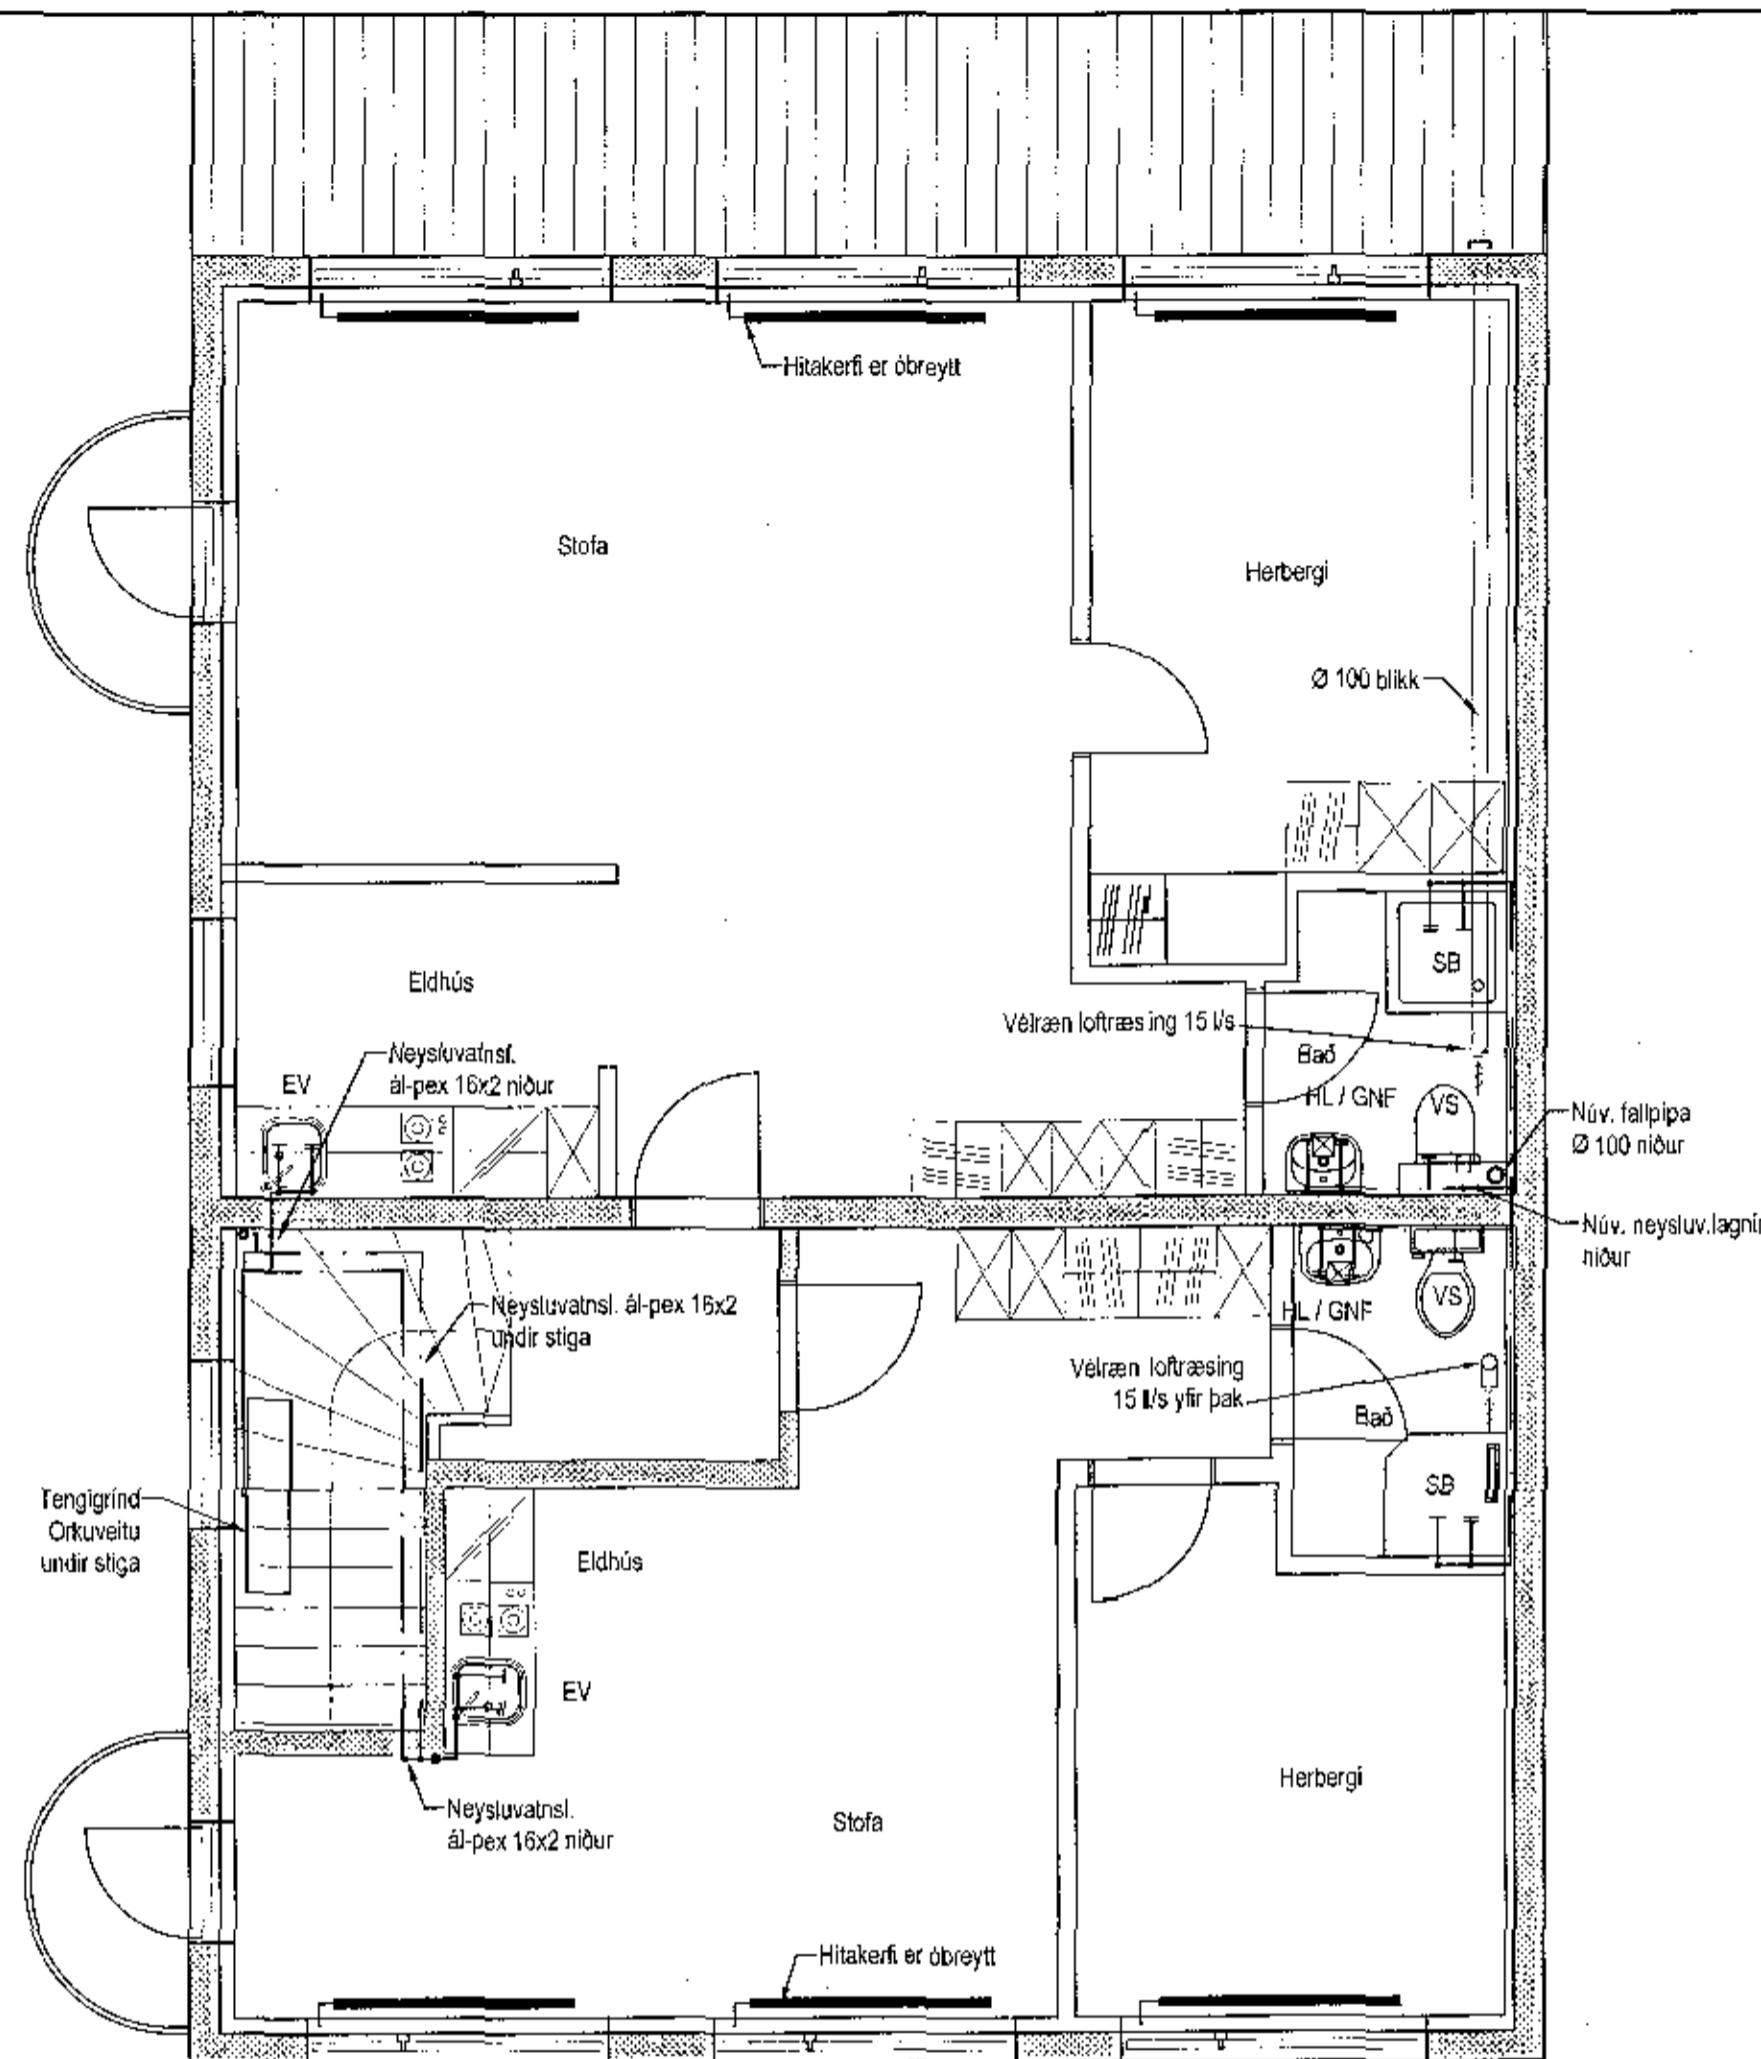 Hitakerfi er óbreytt
Stofa
Herbergi
Ø 100 blikk
Eldhús
SB
Vélræn loftræsing 15 l/s
Bað
Neysluvatnsl.
ál-pex 16x2 niður
EV
HL / GNF
VS
Núv. fallpípa
Ø 100 niður
Núv. neysluv.lagnir
niður
Neysluvatnsl. ál-pex 16x2
undir stiga
HL / GNF
VS
Vélræn loftræsing
15 l/s yfir þak
Bað
SB
Tengigrind
Orkuveitu
undir stiga
Eldhús
EV
Herbergi
Neysluvatnsl.
ál-pex 16x2 niður
Stofa
Hitakerfi er óbreytt